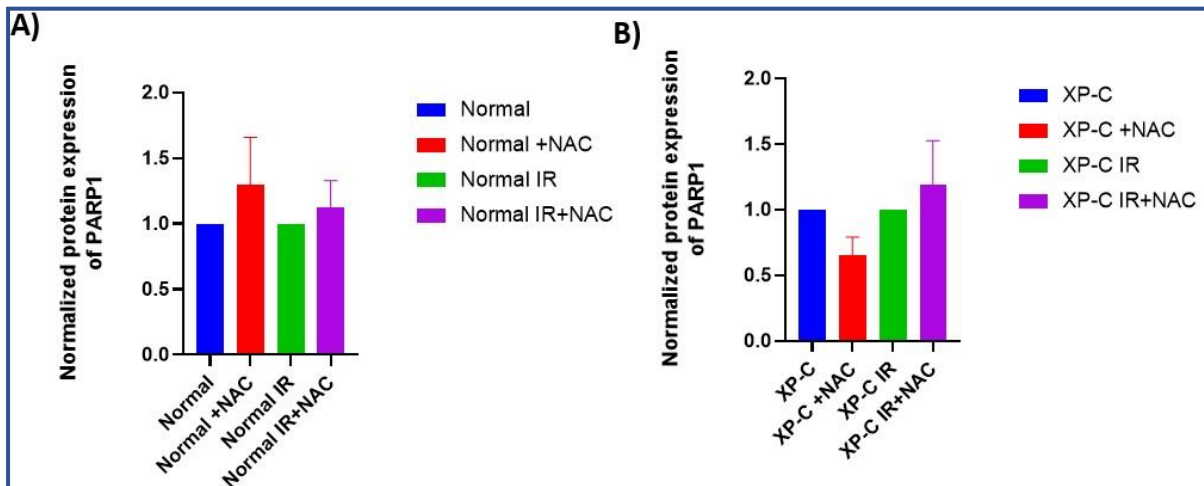 A)
Normalized protein expression
of PARP1
2.0
1.5
1.0
0.5
0.0
Normal
Normal +NAC
Normal IR
Normal IR+NAC
Normal
Normal +NAC
Normal IR
Normal IR+NAC
B)
Normalized protein expression
of PARP1
2.0
1.5
1.0
0.5
0.0
XP-C
XP-C +NAC
XP-C IR
XP-C IR+NAC
XP-C
XP-C +NAC
XP-C IR
XP-C IR+NAC